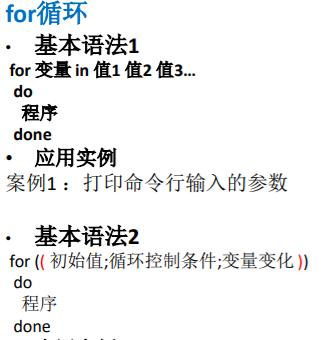 for循环
• 基本语法1
for 变量 in 值1 值2 值3…
do
程序
done
• 应用实例
案例1 ：打印命令行输入的参数
• 基本语法2
for (( 初始值;循环控制条件;变量变化 ))
do
程序
done